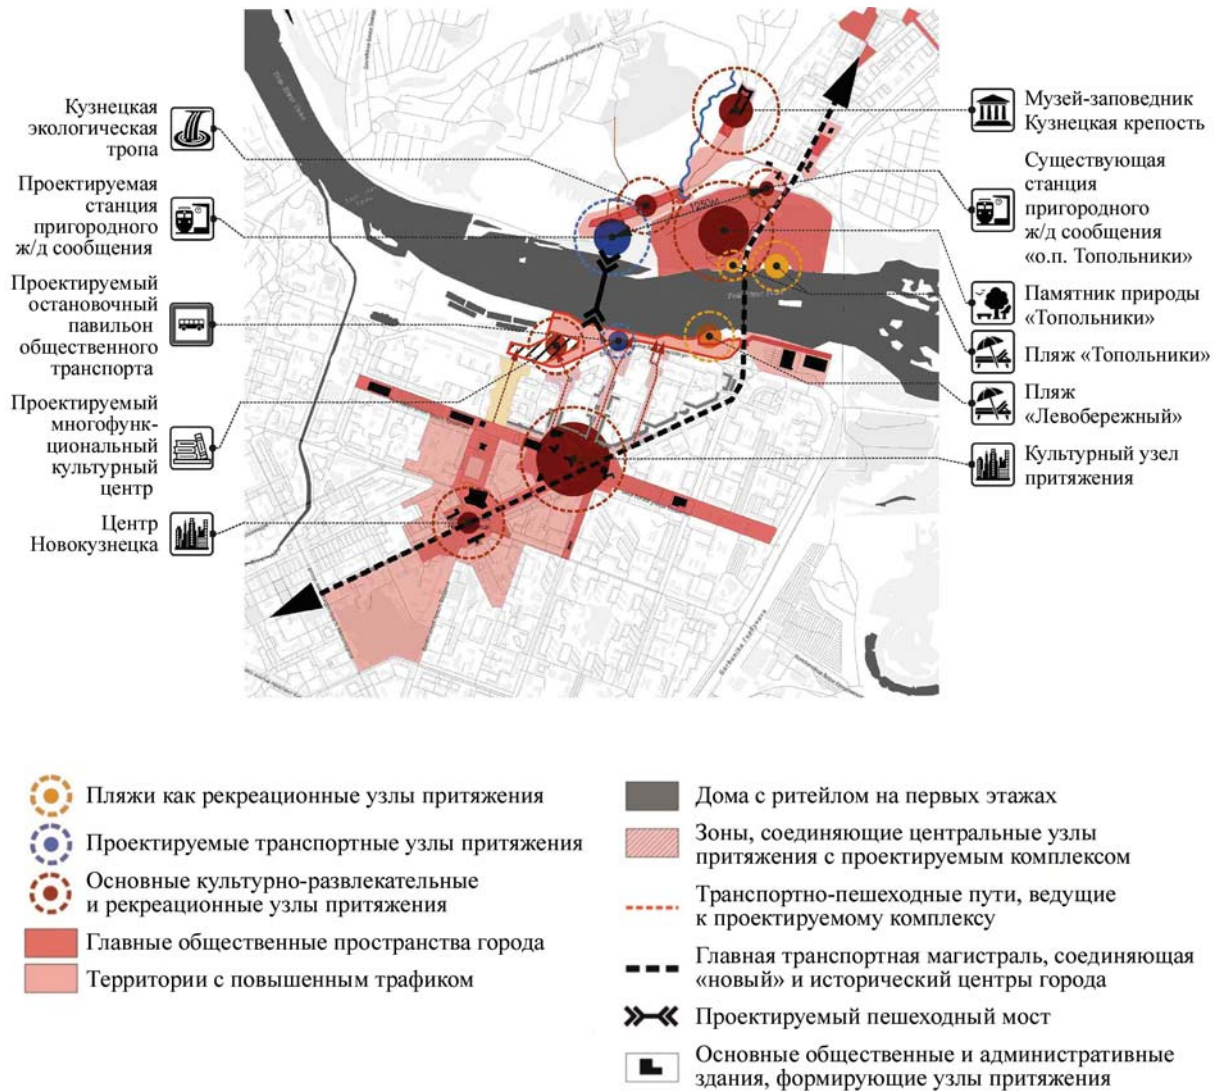 Кузнецкая
экологическая
тропа
Проектируемая
станция
пригородного
ж/д сообщения
Проектируемый
остановочный
павильон
общественного
транспорта
Проектируемый
многофунк-
циональный
культурный
центр
Центр
Новокузнецка
1250м
Музей-заповедник
Кузнецкая крепость
Существующая
станция
пригородного
ж/д сообщения
«о.п. Топольники»
Памятник природы
«Топольники»
Пляж «Топольники»
Пляж
«Левобережный»
Культурный узел
притяжения
Пляжи как рекреационные узлы притяжения
Проектируемые транспортные узлы притяжения
Основные культурно-развлекательные
и рекреационные узлы притяжения
Главные общественные пространства города
Территории с повышенным трафиком
Дома с ритейлом на первых этажах
Зоны, соединяющие центральные узлы
притяжения с проектируемым комплексом
Транспортно-пешеходные пути, ведущие
к проектируемому комплексу
Главная транспортная магистраль, соединяющая
«новый» и исторический центры города
Проектируемый пешеходный мост
Основные общественные и административные
здания, формирующие узлы притяжения